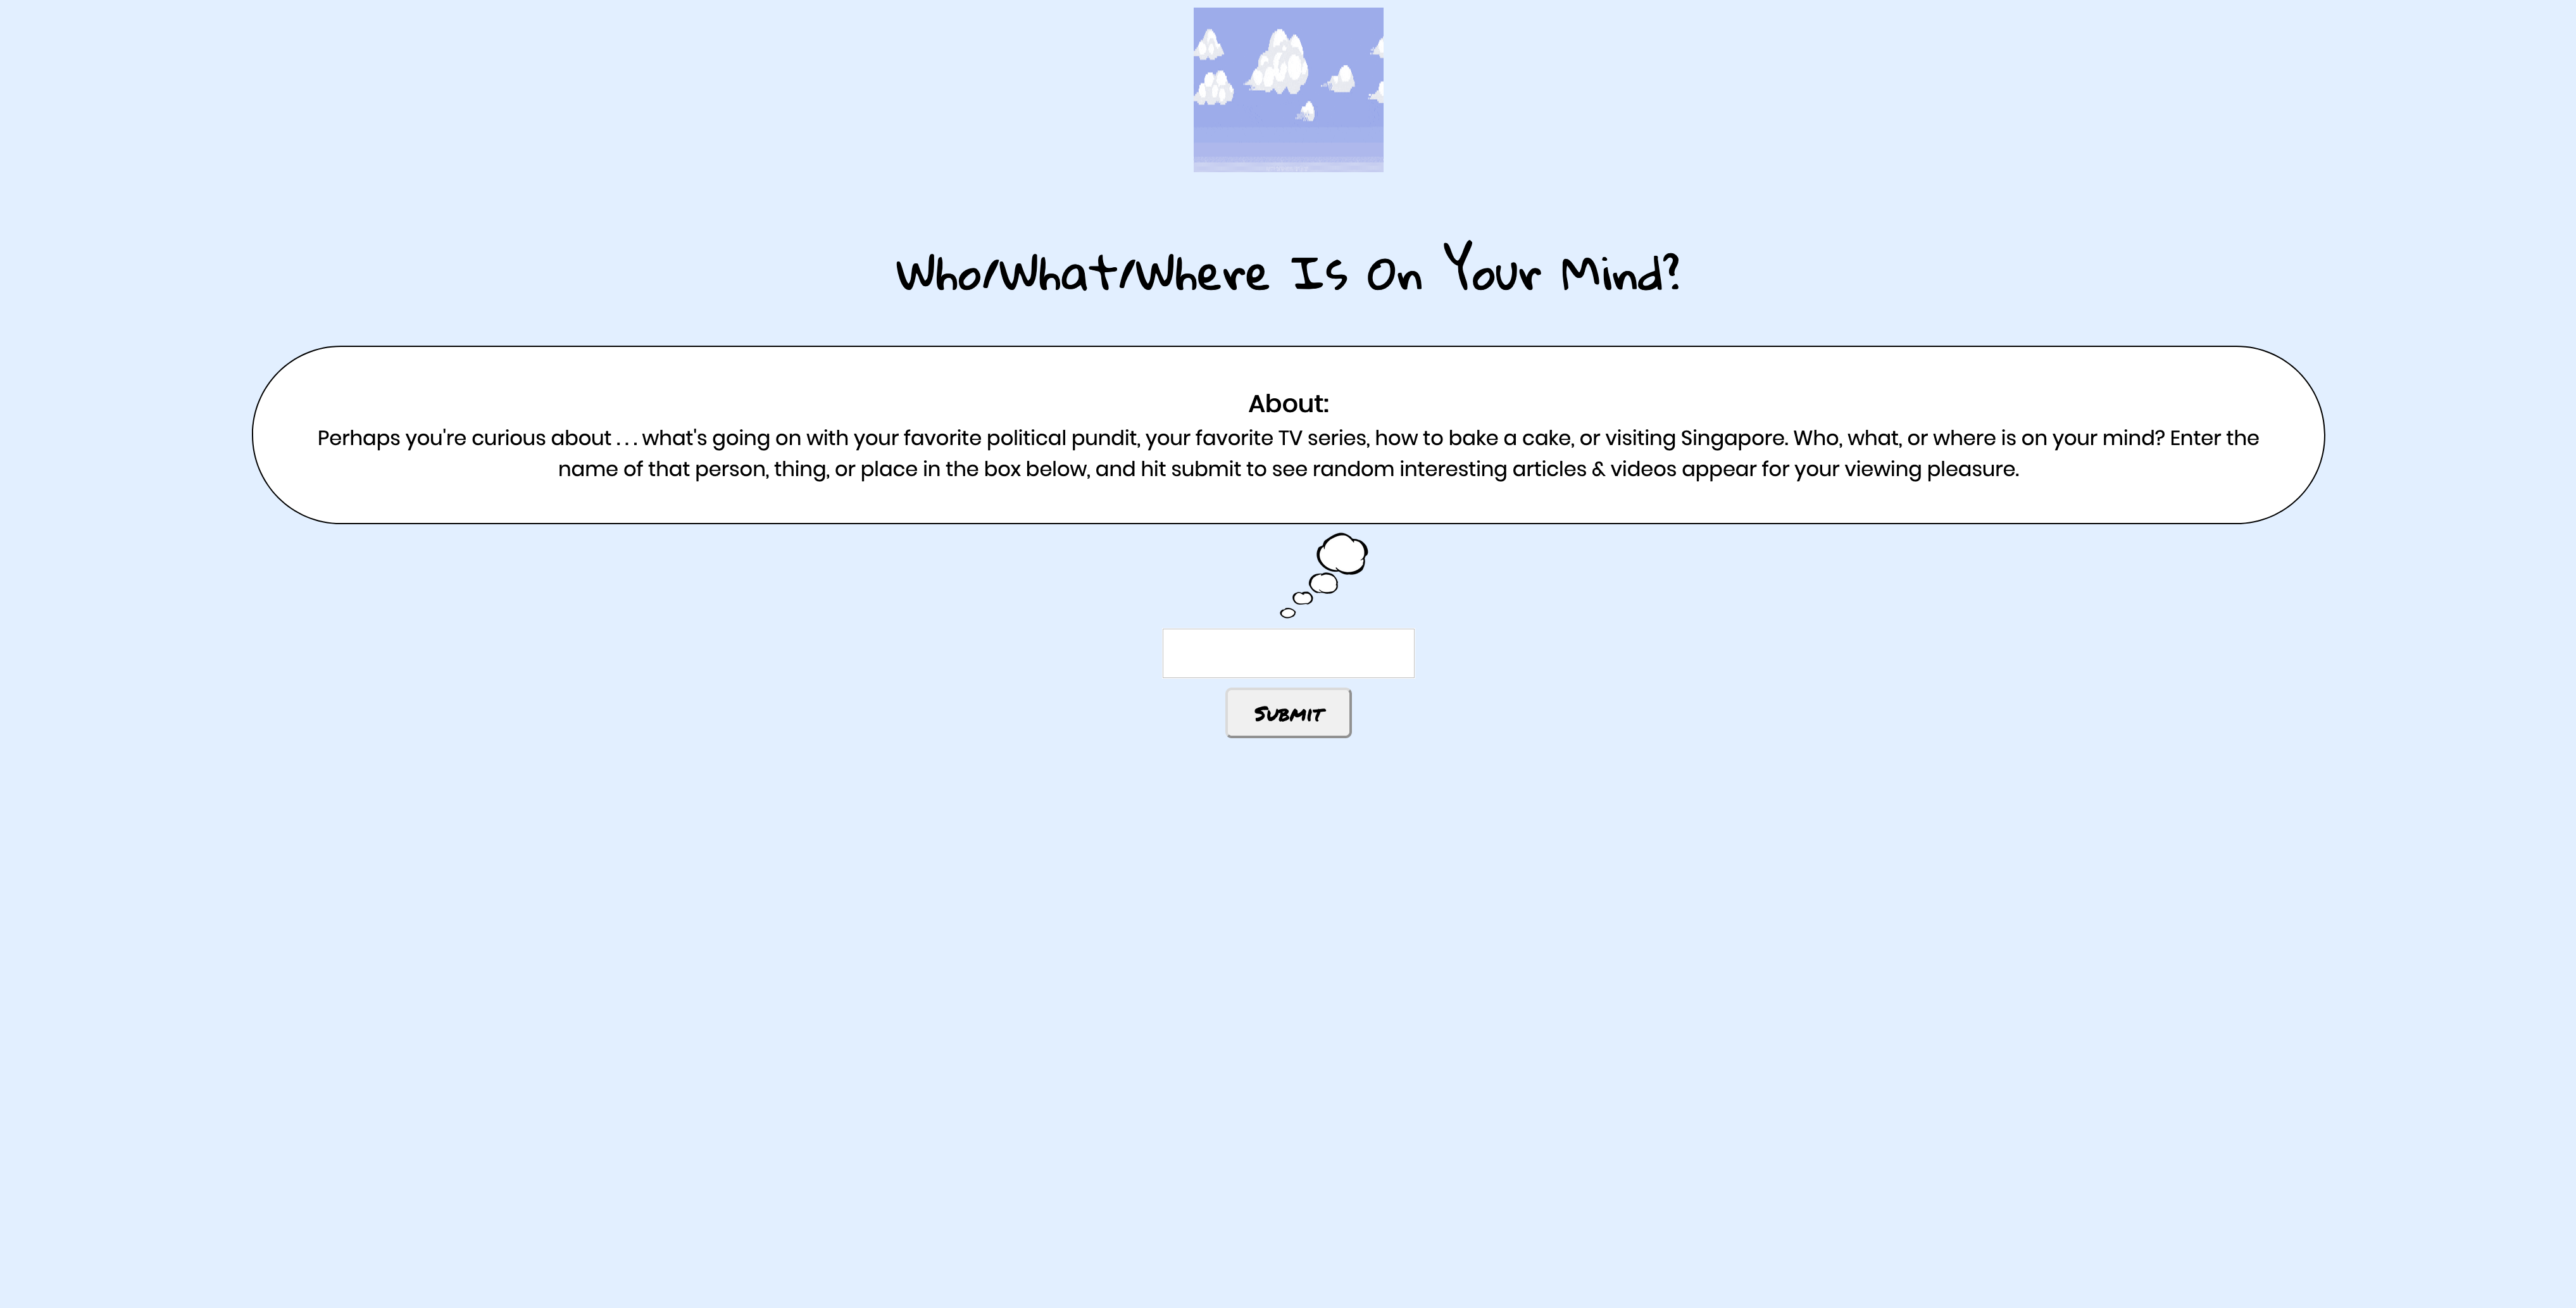 Who/What/Where Is On Your Mind?
About:
Perhaps you're curious about . . . what's going on with your favorite political pundit, your favorite TV series, how to bake a cake, or visiting Singapore. Who, what, or where is on your mind? Enter the
name of that person, thing, or place in the box below, and hit submit to see random interesting articles & videos appear for your viewing pleasure.
Submit